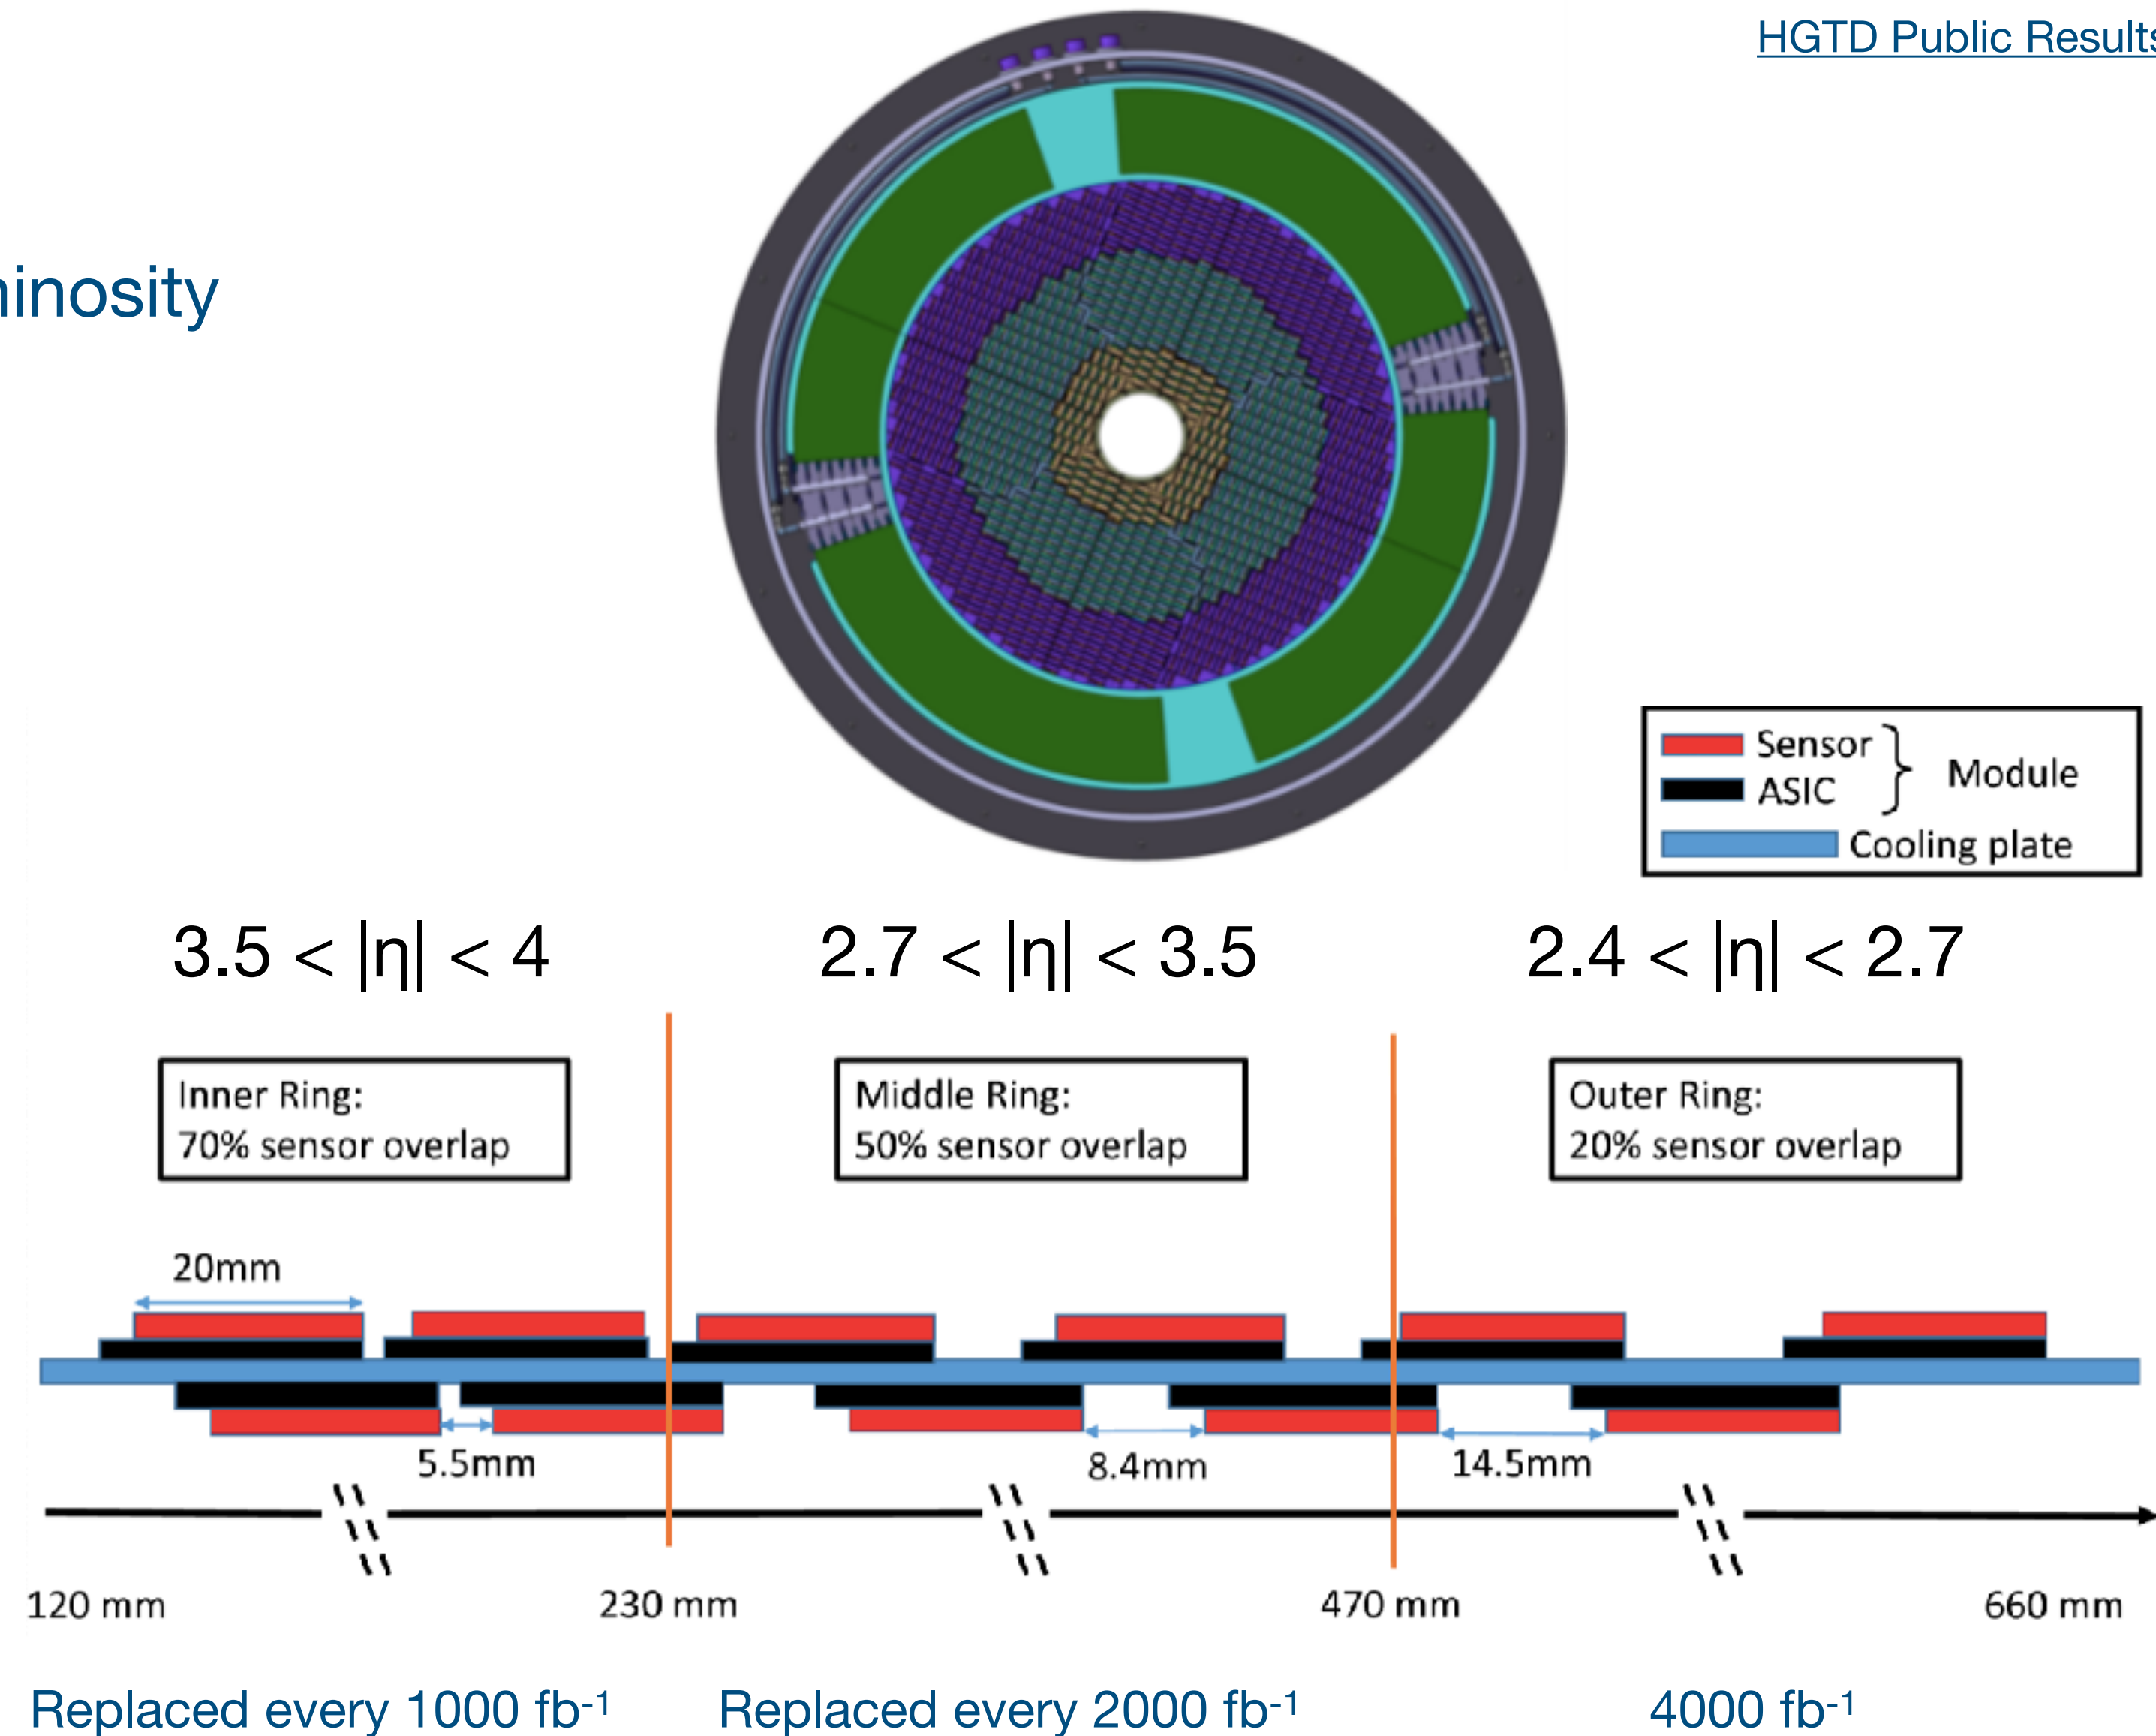 HGTD Public Results
minosity
Sensor
ASIC
Module
Cooling plate
3.5 < |η| < 4
2.7 < |η| < 3.5
2.4 < |η| < 2.7
Inner Ring:
70% sensor overlap
Middle Ring:
50% sensor overlap
Outer Ring:
20% sensor overlap
20mm
5.5mm
8.4mm
14.5mm
120 mm
230 mm
470 mm
660 mm
Replaced every 1000 fb⁻¹
Replaced every 2000 fb⁻¹
4000 fb⁻¹